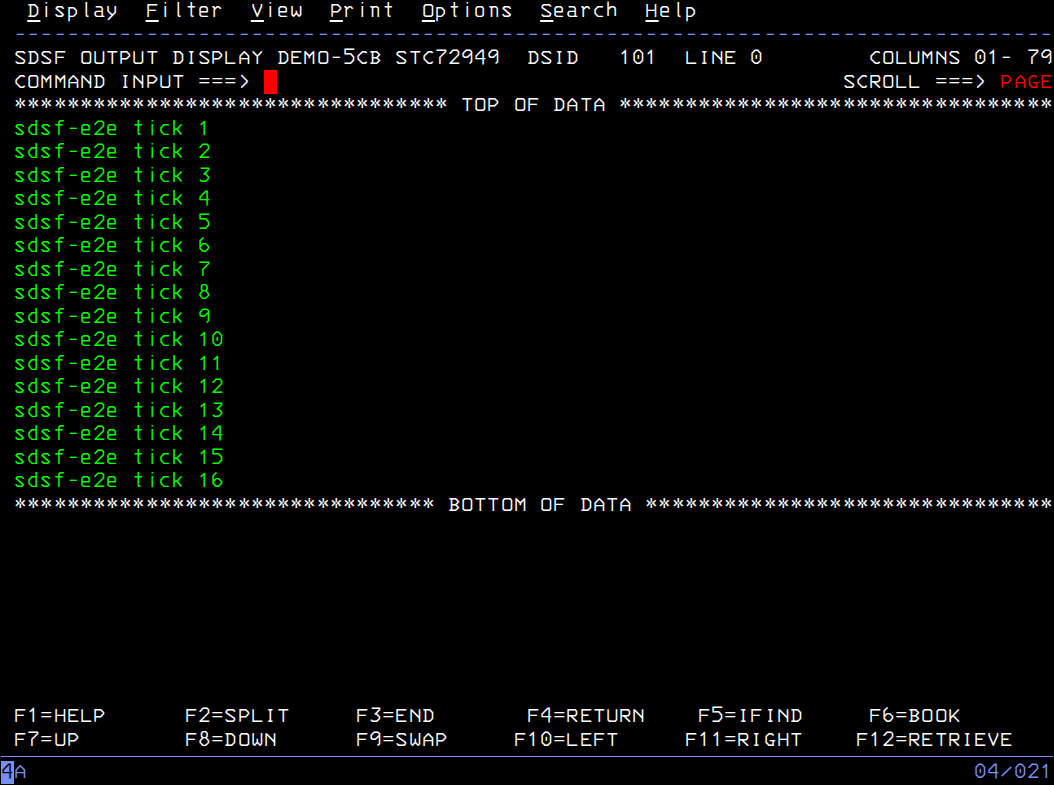 Display Filter View Print Options Search Help
-------------------------------------------------------------------------------
SDSF OUTPUT DISPLAY DEMO-5CB STC72949 DSID 101 LINE 0 COLUMNS 01- 79
COMMAND INPUT ===> SCROLL ===> PAGE
********************************* TOP OF DATA *********************************
sdsf-e2e tick 1
sdsf-e2e tick 2
sdsf-e2e tick 3
sdsf-e2e tick 4
sdsf-e2e tick 5
sdsf-e2e tick 6
sdsf-e2e tick 7
sdsf-e2e tick 8
sdsf-e2e tick 9
sdsf-e2e tick 10
sdsf-e2e tick 11
sdsf-e2e tick 12
sdsf-e2e tick 13
sdsf-e2e tick 14
sdsf-e2e tick 15
sdsf-e2e tick 16
******************************** BOTTOM OF DATA *******************************
F1=HELP F2=SPLIT F3=END F4=RETURN F5=IFIND F6=BOOK
F7=UP F8=DOWN F9=SWAP F10=LEFT F11=RIGHT F12=RETRIEVE
4A 04/021